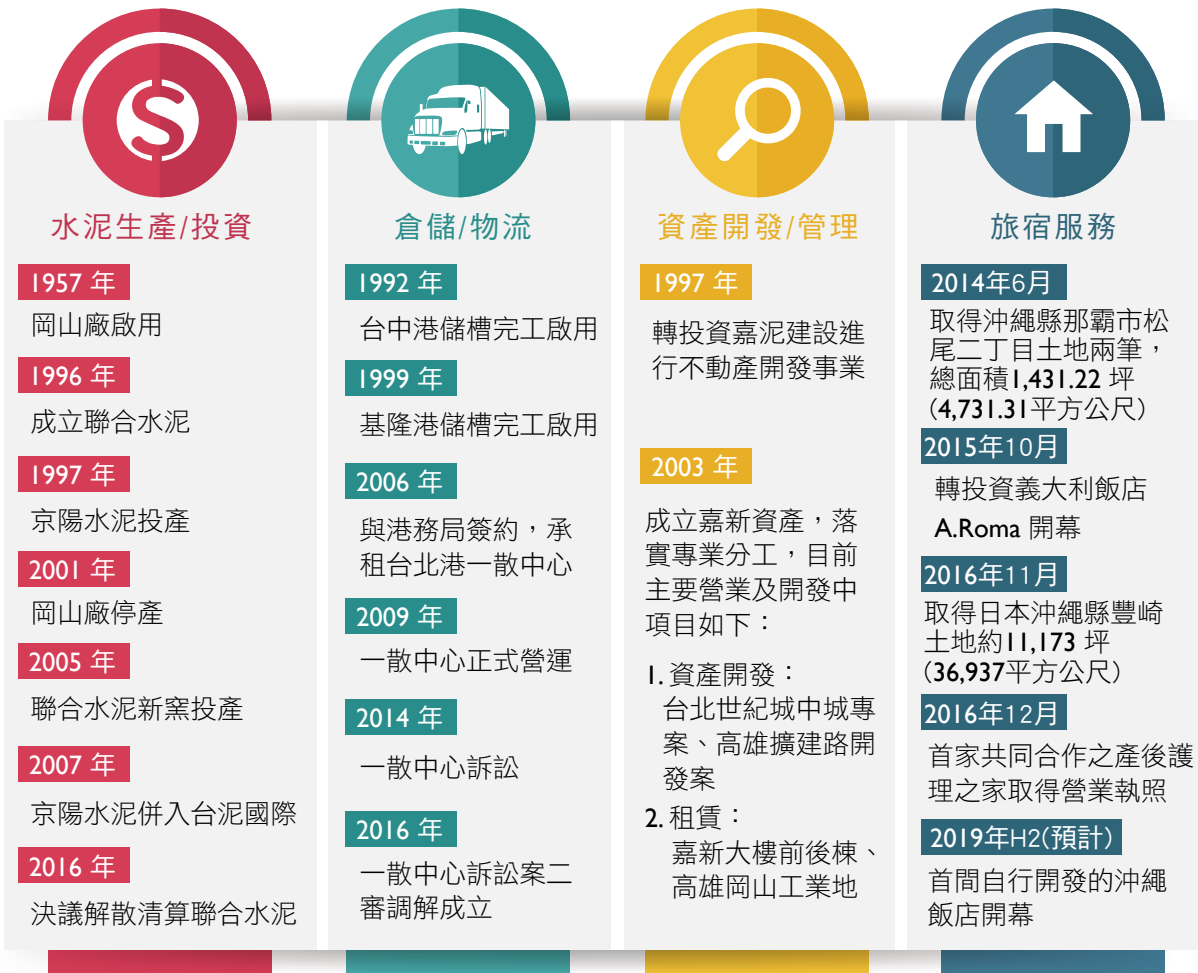 水泥生產/投資
1957 年
岡山廠啟用
1996 年
成立聯合水泥
1997 年
京陽水泥投產
2001 年
岡山廠停產
2005 年
聯合水泥新窯投產
2007 年
京陽水泥併入台泥國際
2016 年
決議解散清算聯合水泥
倉儲/物流
1992 年
台中港儲槽完工啟用
1999 年
基隆港儲槽完工啟用
2006 年
與港務局簽約，承
租台北港一散中心
2009 年
一散中心正式營運
2014 年
一散中心訴訟
2016 年
一散中心訴訟案二
審調解成立
資產開發/管理
1997 年
轉投資嘉泥建設進
行不動產開發事業
2003 年
成立嘉新資產，落
實專業分工，目前
主要營業及開發中
項目如下：
1. 資產開發：
台北世紀城中城專
案、高雄擴建路開
發案
2. 租賃：
嘉新大樓前後棟、
高雄岡山工業地
旅宿服務
2014年6月
取得沖繩縣那霸市松
尾二丁目土地兩筆，
總面積1,431.22 坪
(4,731.31平方公尺)
2015年10月
轉投資義大利飯店
A.Roma 開幕
2016年11月
取得日本沖繩縣豐崎
土地約11,173 坪
(36,937平方公尺)
2016年12月
首家共同合作之產後護
理之家取得營業執照
2019年H2(預計)
首間自行開發的沖繩
飯店開幕